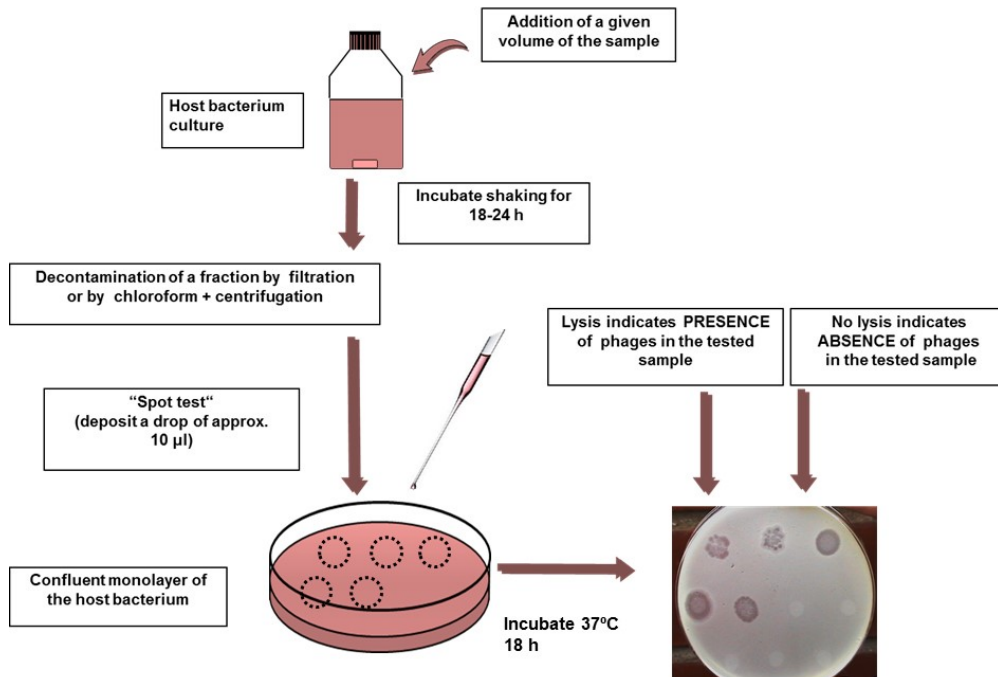 Addition of a given
volume of the sample
Host bacterium
culture
Incubate shaking for
18-24 h
Decontamination of a fraction by filtration
or by chloroform + centrifugation
Lysis indicates PRESENCE
of phages in the tested
sample
No lysis indicates
ABSENCE of phages
in the tested sample
“Spot test“
(deposit a drop of approx.
10 µl)
Confluent monolayer of
the host bacterium
Incubate 37ºC
18 h